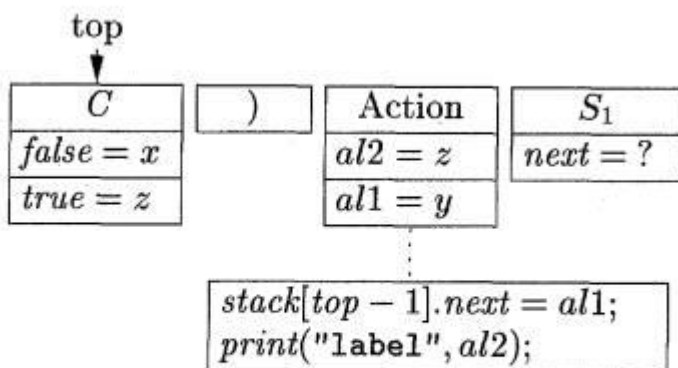 top
C ) Action S₁
false = x al2 = z next = ?
true = z al1 = y
stack[top − 1].next = al1;
print("label", al2);